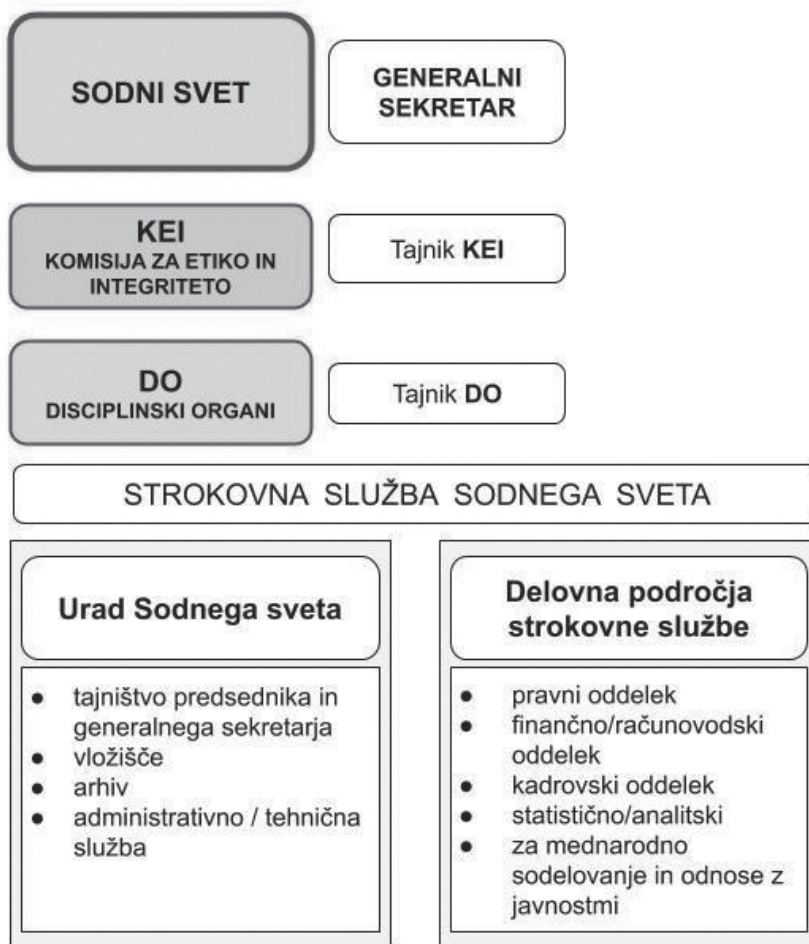 SODNI SVET
GENERALNI
SEKRETAR
KEI
KOMISIJA ZA ETIKO IN
INTEGRITETO
Tajnik KEI
DO
DISCIPLINSKI ORGANI
Tajnik DO
STROKOVNA SLUŽBA SODNEGA SVETA
Urad Sodnega sveta
● tajništvo predsednika in
generalnega sekretarja
● vložišče
● arhiv
● administrativno / tehnična
služba
Delovna področja
strokovne službe
● pravni oddelek
● finančno/računovodski
oddelek
● kadrovski oddelek
● statistično/analitski
● za mednarodno
sodelovanje in odnose z
javnostmi